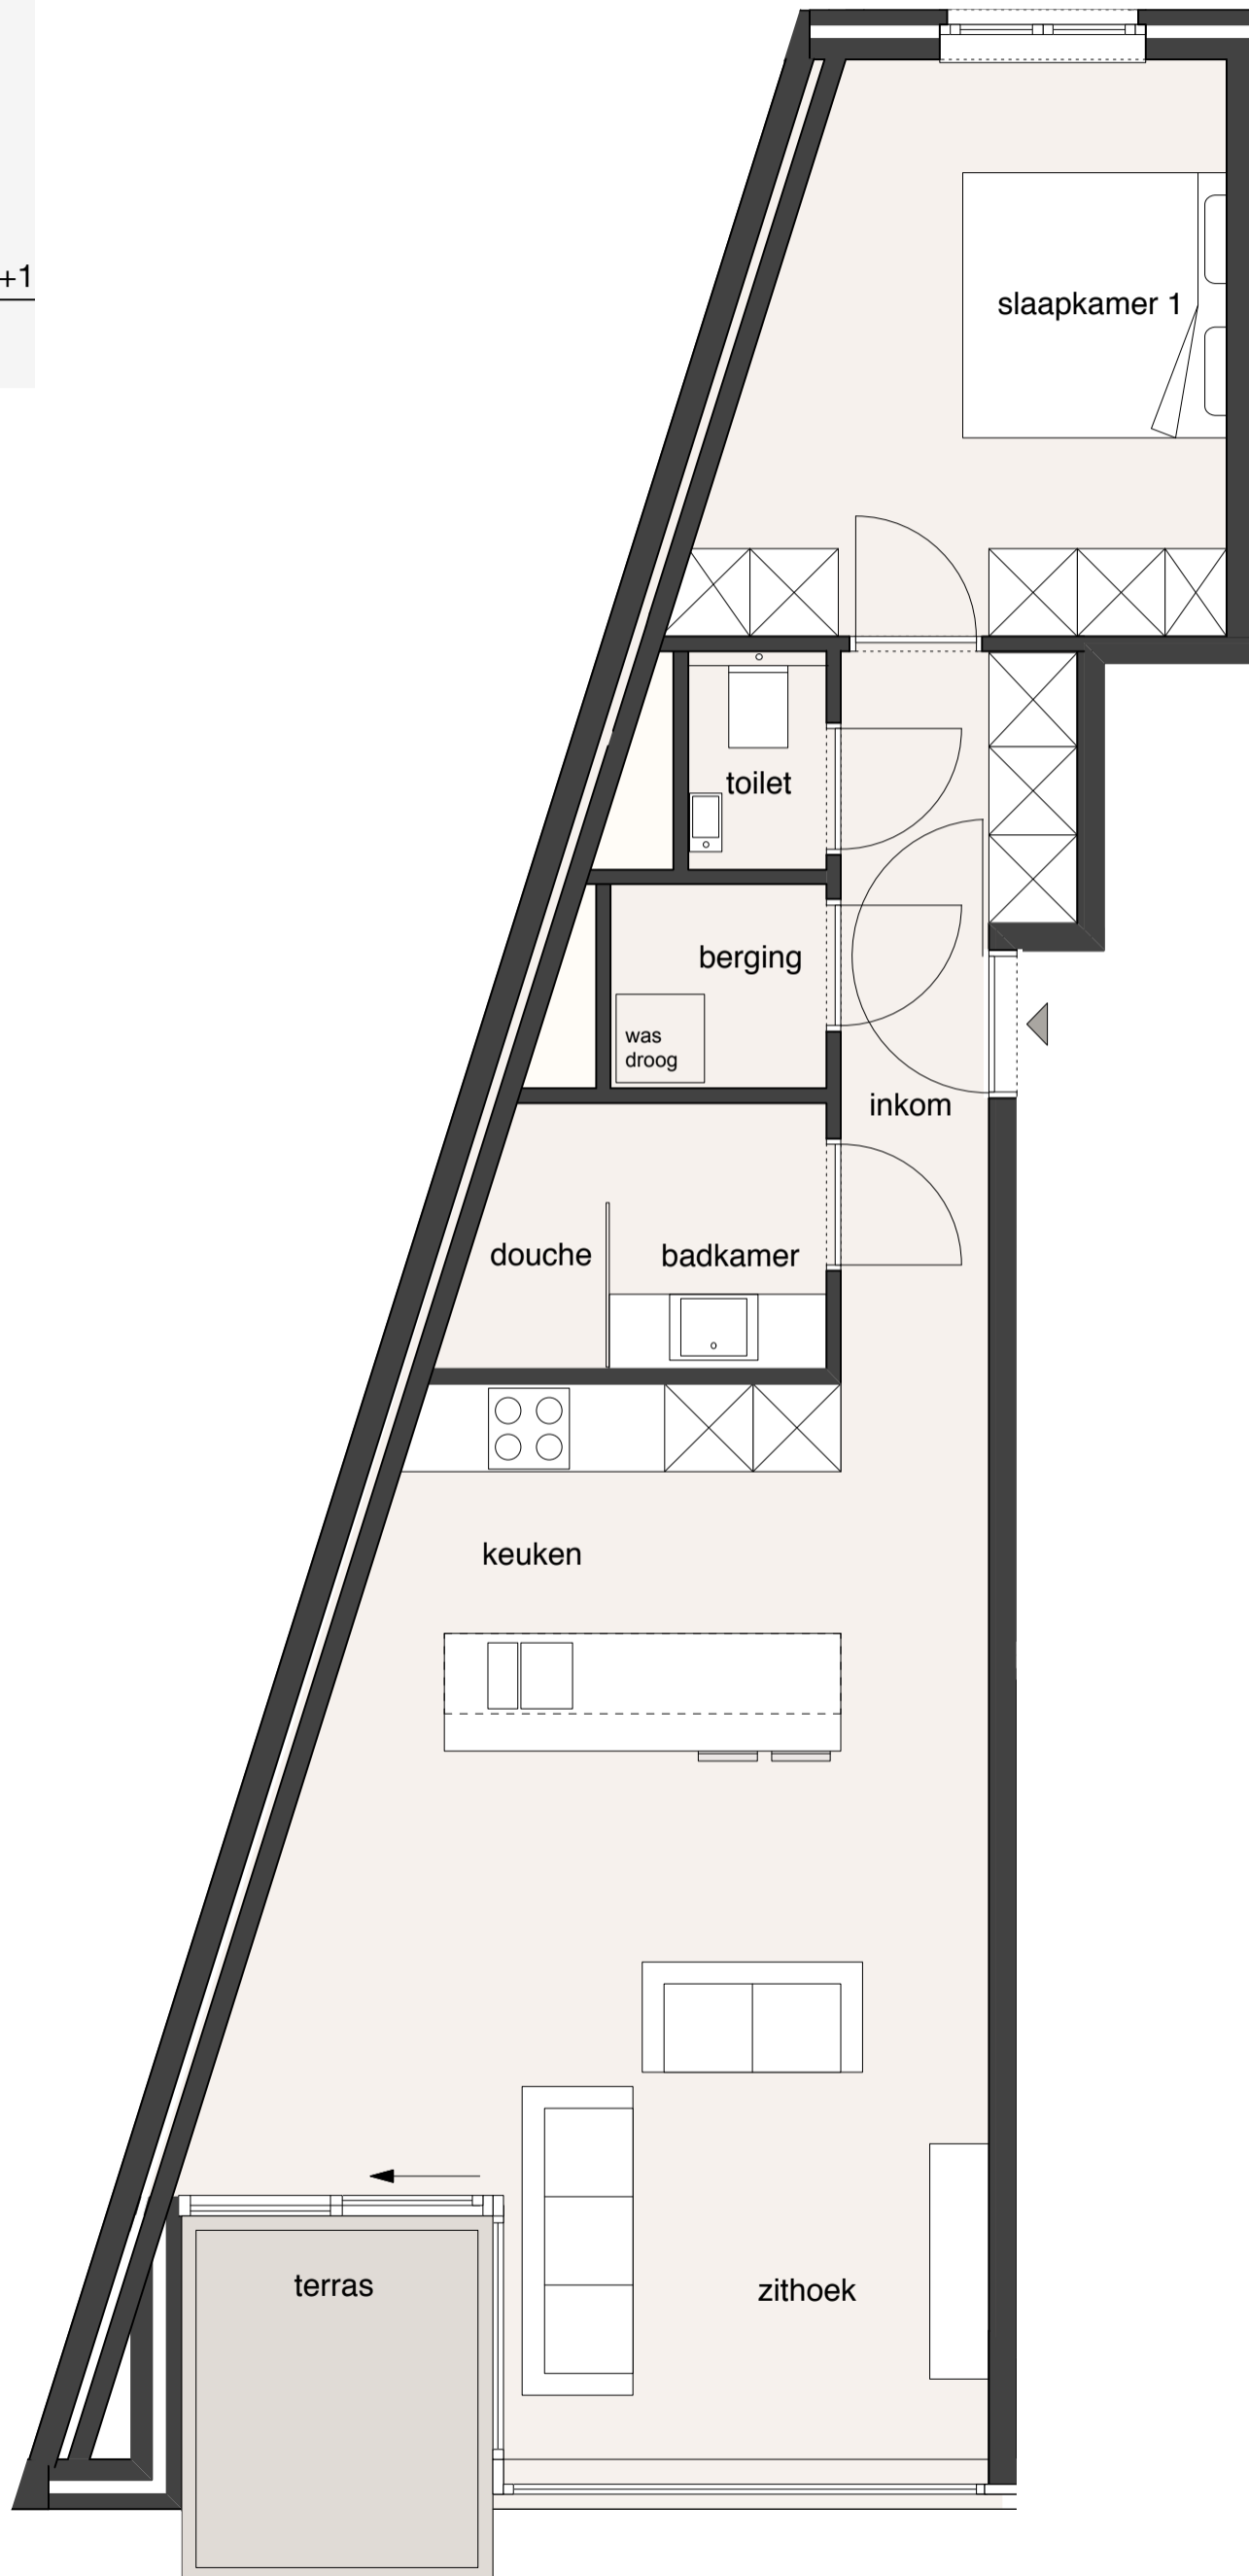 +1
slaapkamer 1
toilet
berging
was
droog
inkom
douche
badkamer
keuken
terras
zithoek